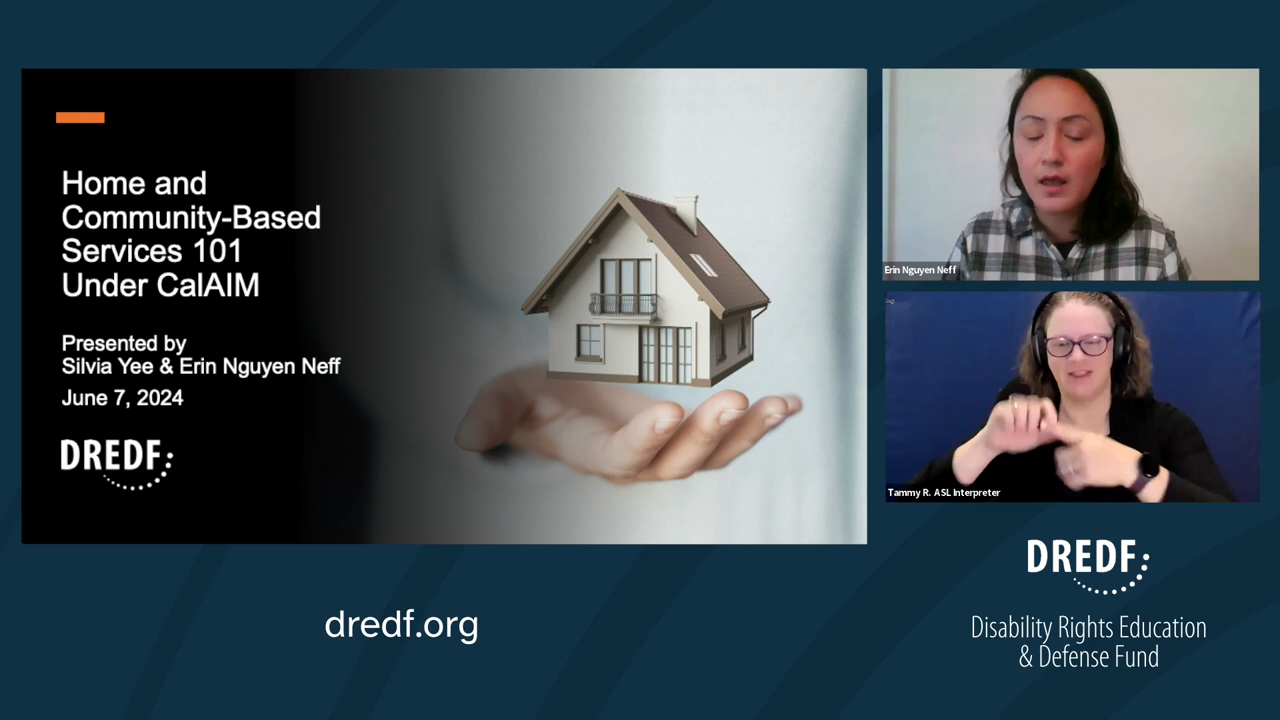 Home and
Community-Based
Services 101
Under CalAIM
Presented by
Silvia Yee & Erin Nguyen Neff
June 7, 2024
DREDF
Erin Nguyen Neff
Tammy R. ASL Interpreter
dredf.org
DREDF
Disability Rights Education
& Defense Fund